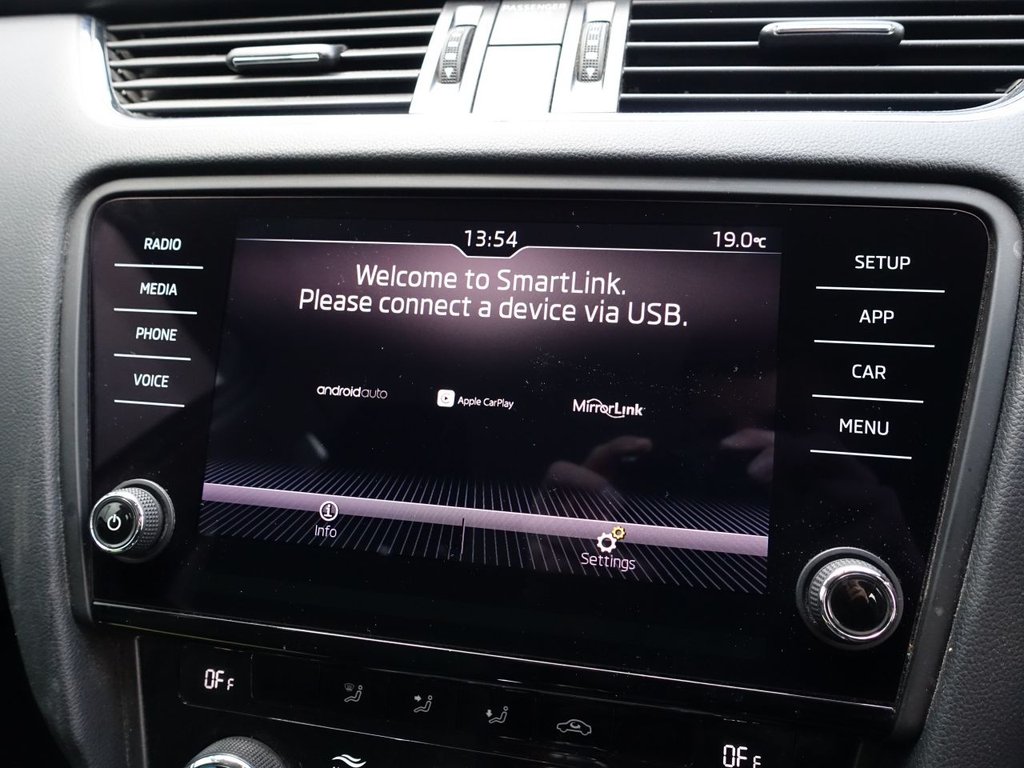 PASSENGER
13:54
19.0°C
Welcome to SmartLink.
Please connect a device via USB.
RADIO
MEDIA
PHONE
VOICE
androidauto
Apple CarPlay
MirrorLink
SETUP
APP
CAR
MENU
i
Info
Settings
OFF
OFF